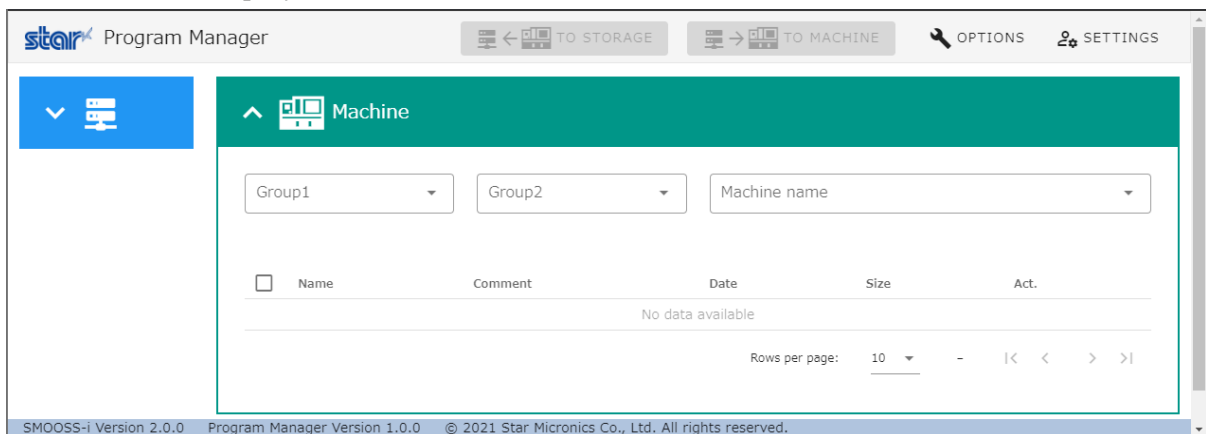 star Program Manager TO STORAGE TO MACHINE OPTIONS SETTINGS
Machine
Group1 Group2 Machine name
Name Comment Date Size Act.
No data available
Rows per page: 10 –
SMOOSS-i Version 2.0.0 Program Manager Version 1.0.0 © 2021 Star Micronics Co., Ltd. All rights reserved.